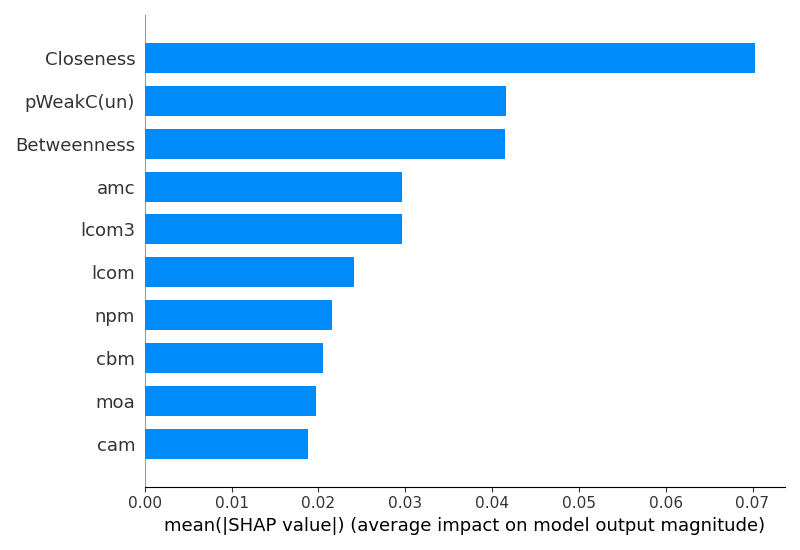 Closeness
pWeakC(un)
Betweenness
amc
lcom3
lcom
npm
cbm
moa
cam
0.00 0.01 0.02 0.03 0.04 0.05 0.06 0.07
mean(|SHAP value|) (average impact on model output magnitude)